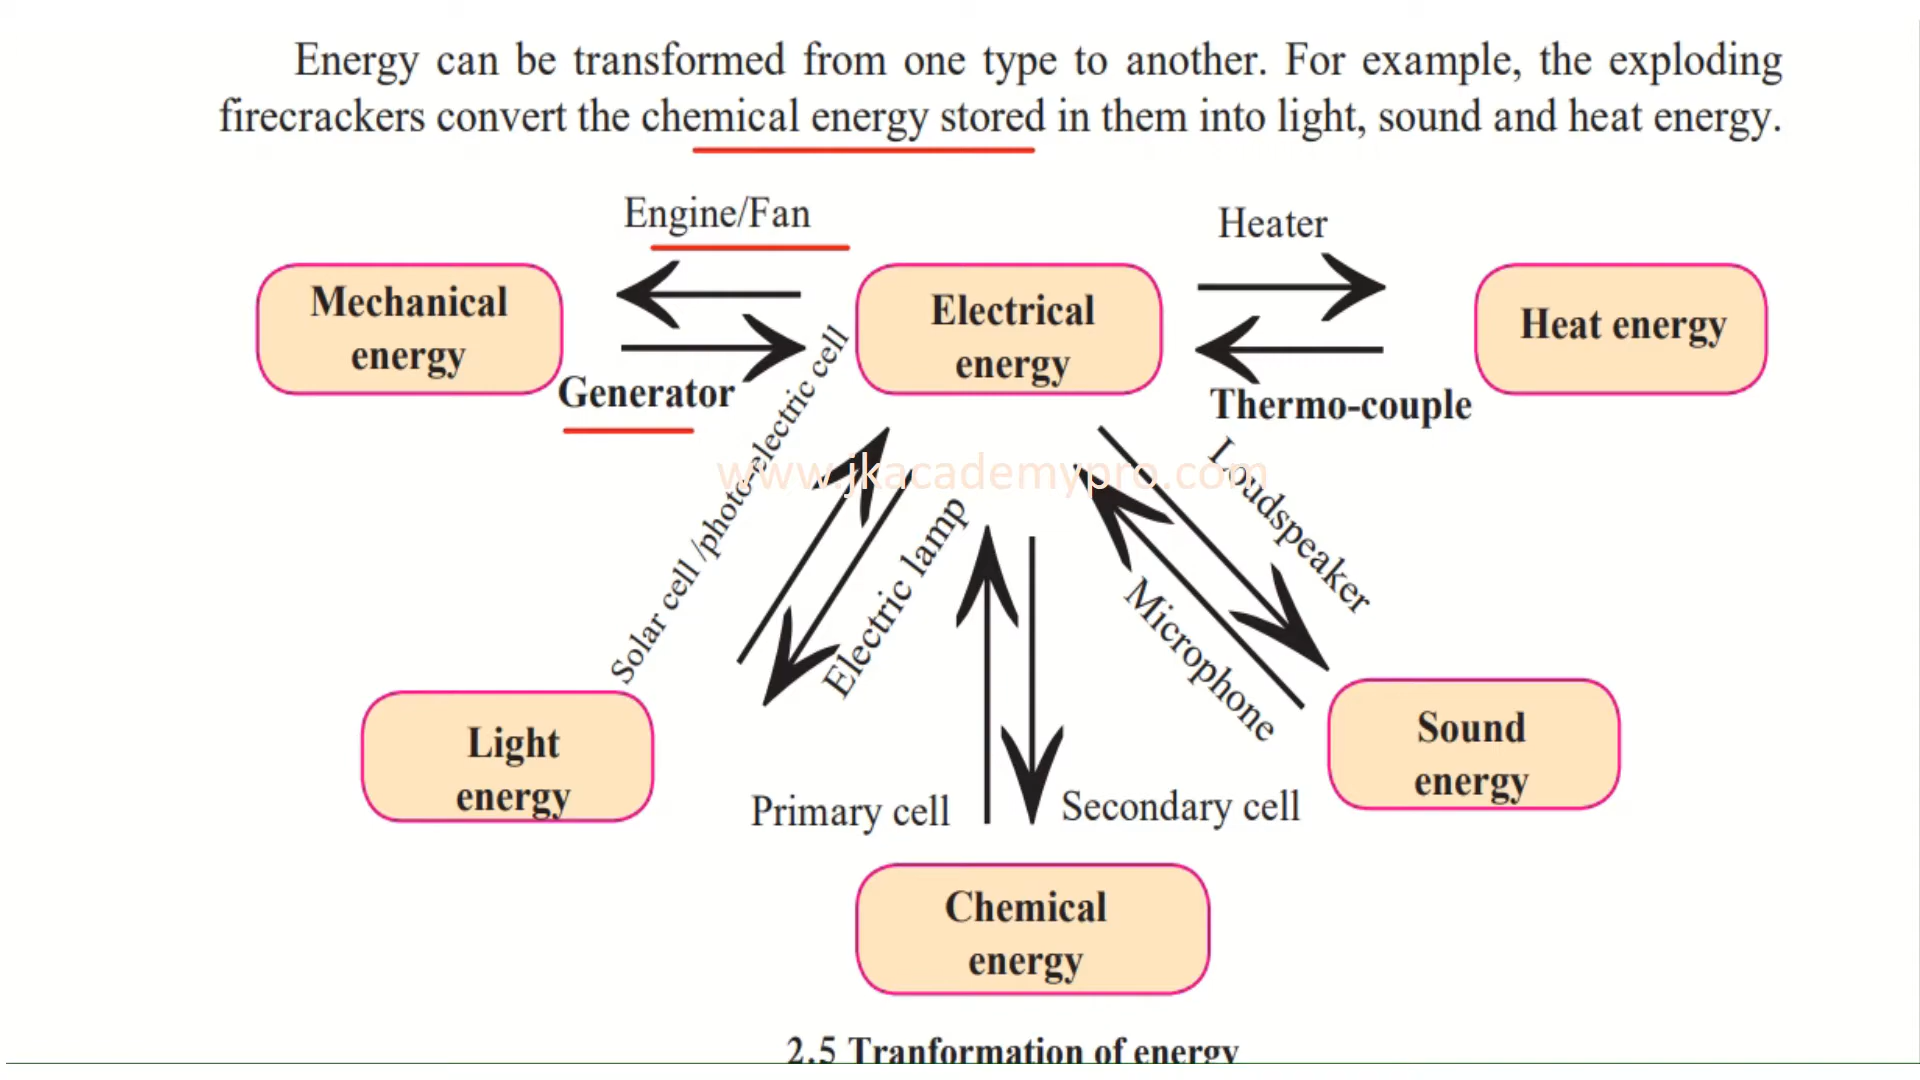 Energy can be transformed from one type to another. For example, the exploding
firecrackers convert the chemical energy stored in them into light, sound and heat energy.
Engine/Fan
Heater
Mechanical
energy
Electrical
energy
Heat energy
Generator
Thermo-couple
www.jkacademypro.com
Solar cell /photo-electric cell
Electric lamp
Loudspeaker
Microphone
Light
energy
Primary cell
Secondary cell
Sound
energy
Chemical
energy
2.5 Tranformation of energy